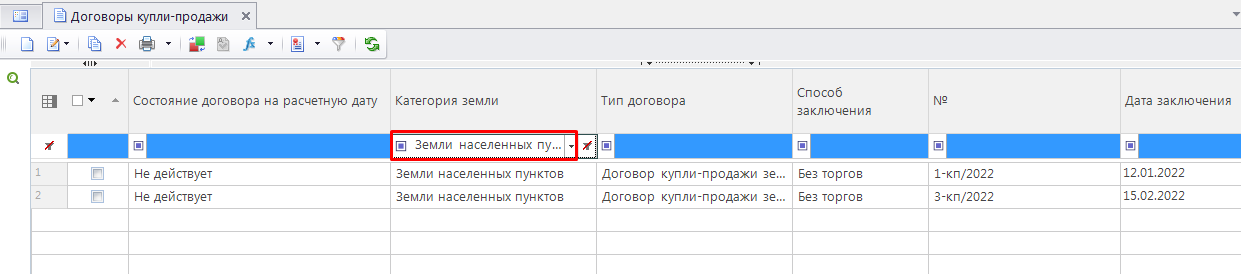 Договоры купли-продажи
Состояние договора на расчетную дату
Категория земли
Тип договора
Способ заключения
№
Дата заключения
Земли населенных пу...
1 Не действует Земли населенных пунктов Договор купли-продажи зе... Без торгов 1-кп/2022 12.01.2022
2 Не действует Земли населенных пунктов Договор купли-продажи зе... Без торгов 3-кп/2022 15.02.2022